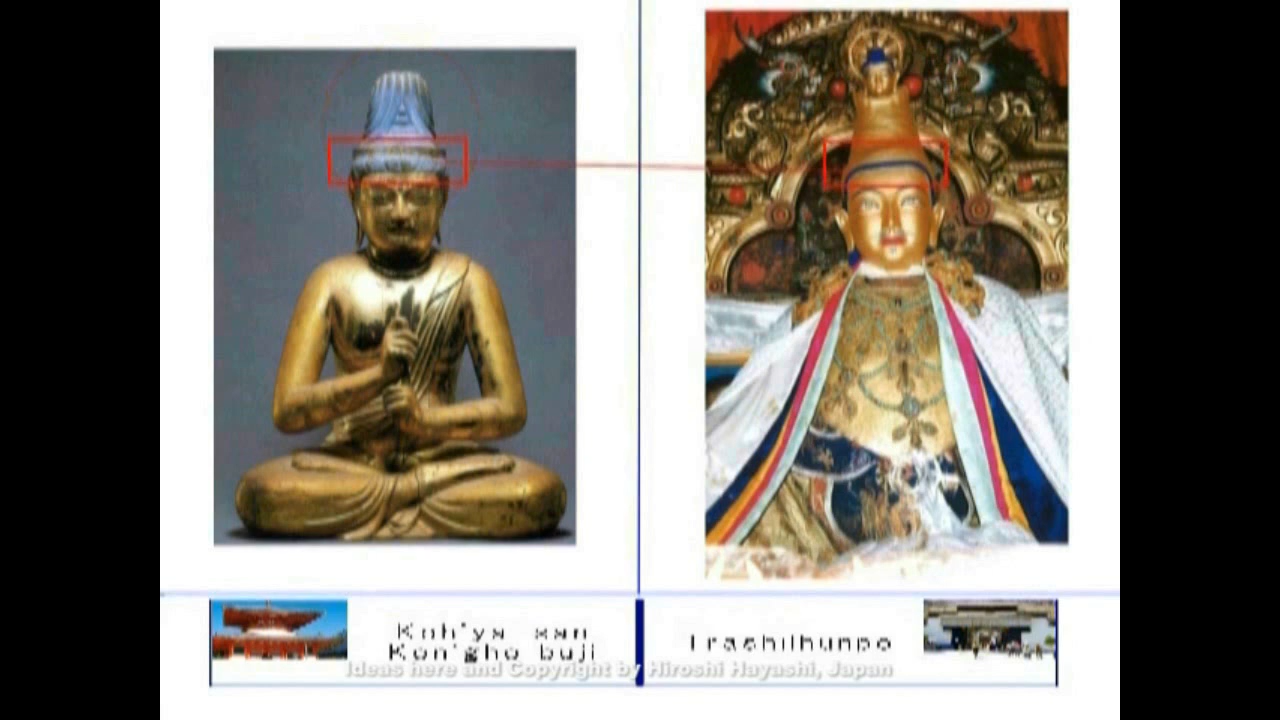 Koh'ya san
Kon'gho buji
Trashilhunpo
Ideas here and Copyright by Hiroshi Hayashi, Japan